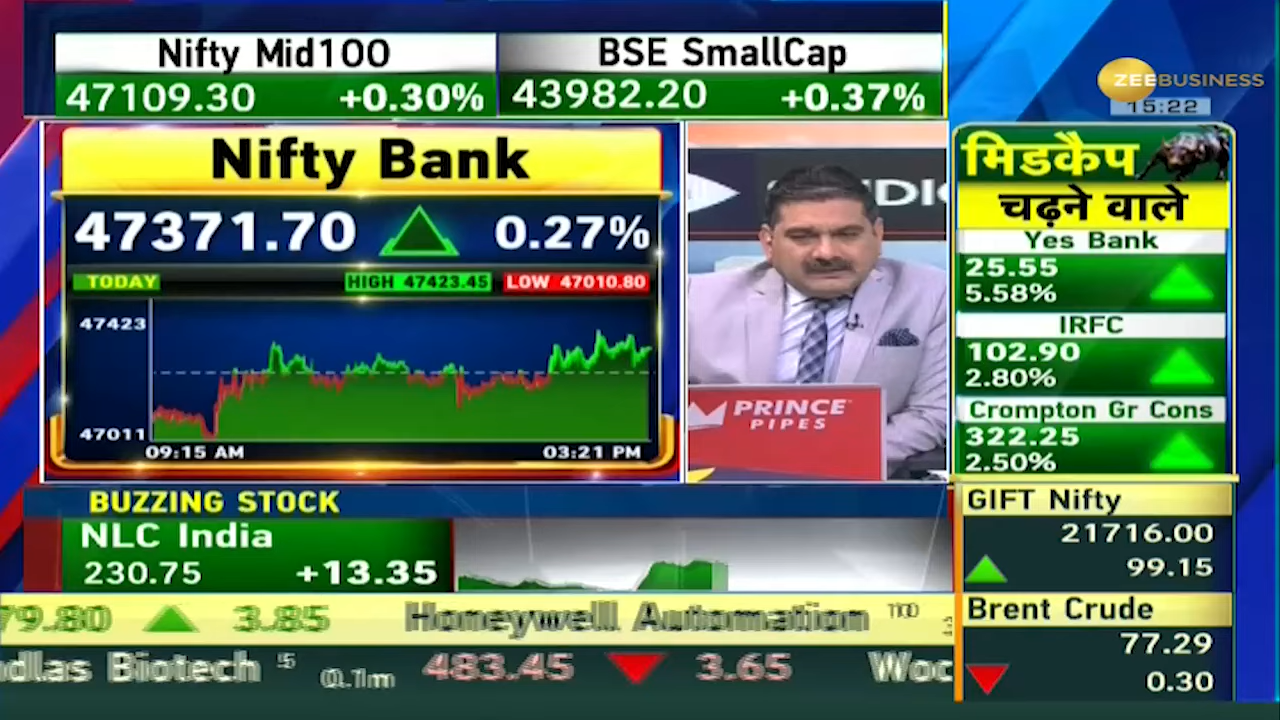 Nifty Mid100
47109.30 +0.30%
BSE SmallCap
43982.20 +0.37%
ZEEBUSINESS
15:22
Nifty Bank
47371.70 0.27%
TODAY HIGH 47423.45 LOW 47010.80
47423
47011
09:15 AM 03:21 PM
PRINCE
PIPES
मिडकैप
चढ़ने वाले
Yes Bank
25.55
5.58%
IRFC
102.90
2.80%
Crompton Gr Cons
322.25
2.50%
BUZZING STOCK
NLC India
230.75 +13.35
GIFT Nifty
21716.00
99.15
Brent Crude
77.29
0.30
79.80 3.85 Honeywell Automation
dlas Biotech 0.1m 483.45 3.65 Woc